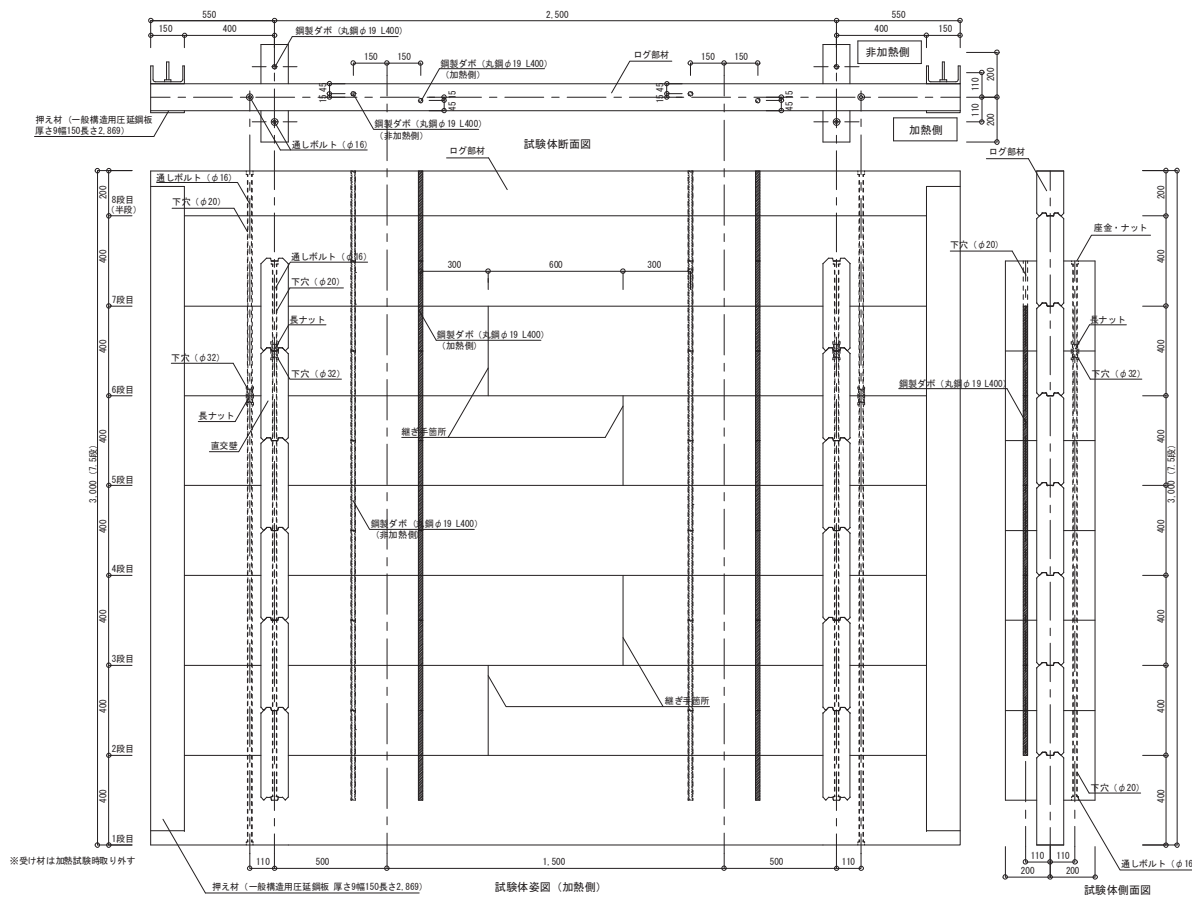 550
2,500
550
150
400
400
150
鋼製ダボ（丸鋼φ19 L400）
非加熱側
150
150
鋼製ダボ（丸鋼φ19 L400）
（加熱側）
ログ部材
150
150
15 45
15
45
15 45
15
45
110
200
110
200
押え材（一般構造用圧延鋼板
厚さ9幅150長さ2,869）
鋼製ダボ（丸鋼φ19 L400）
（非加熱側）
加熱側
通しボルト（φ16）
試験体断面図
ログ部材
ログ部材
通しボルト（φ16）
200
8段目
（半段）
下穴（φ20）
200
座金・ナット
下穴（φ20）
400
通しボルト（φ16）
300
600
300
400
下穴（φ20）
7段目
長ナット
鋼製ダボ（丸鋼φ19 L400）
（加熱側）
長ナット
400
下穴（φ32）
下穴（φ32）
400
下穴（φ32）
6段目
鋼製ダボ（丸鋼φ19 L400）
長ナット
継ぎ手箇所
直交壁
400
400
3,000（7.5段）
3,000（7.5段）
5段目
鋼製ダボ（丸鋼φ19 L400）
（非加熱側）
400
400
4段目
400
400
3段目
継ぎ手箇所
400
400
2段目
下穴（φ20）
400
400
1段目
※受け材は加熱試験時取り外す
110
500
1,500
500
110
110
110
通しボルト（φ16
200
200
押え材（一般構造用圧延鋼板 厚さ9幅150長さ2,869）
試験体姿図（加熱側）
試験体側面図